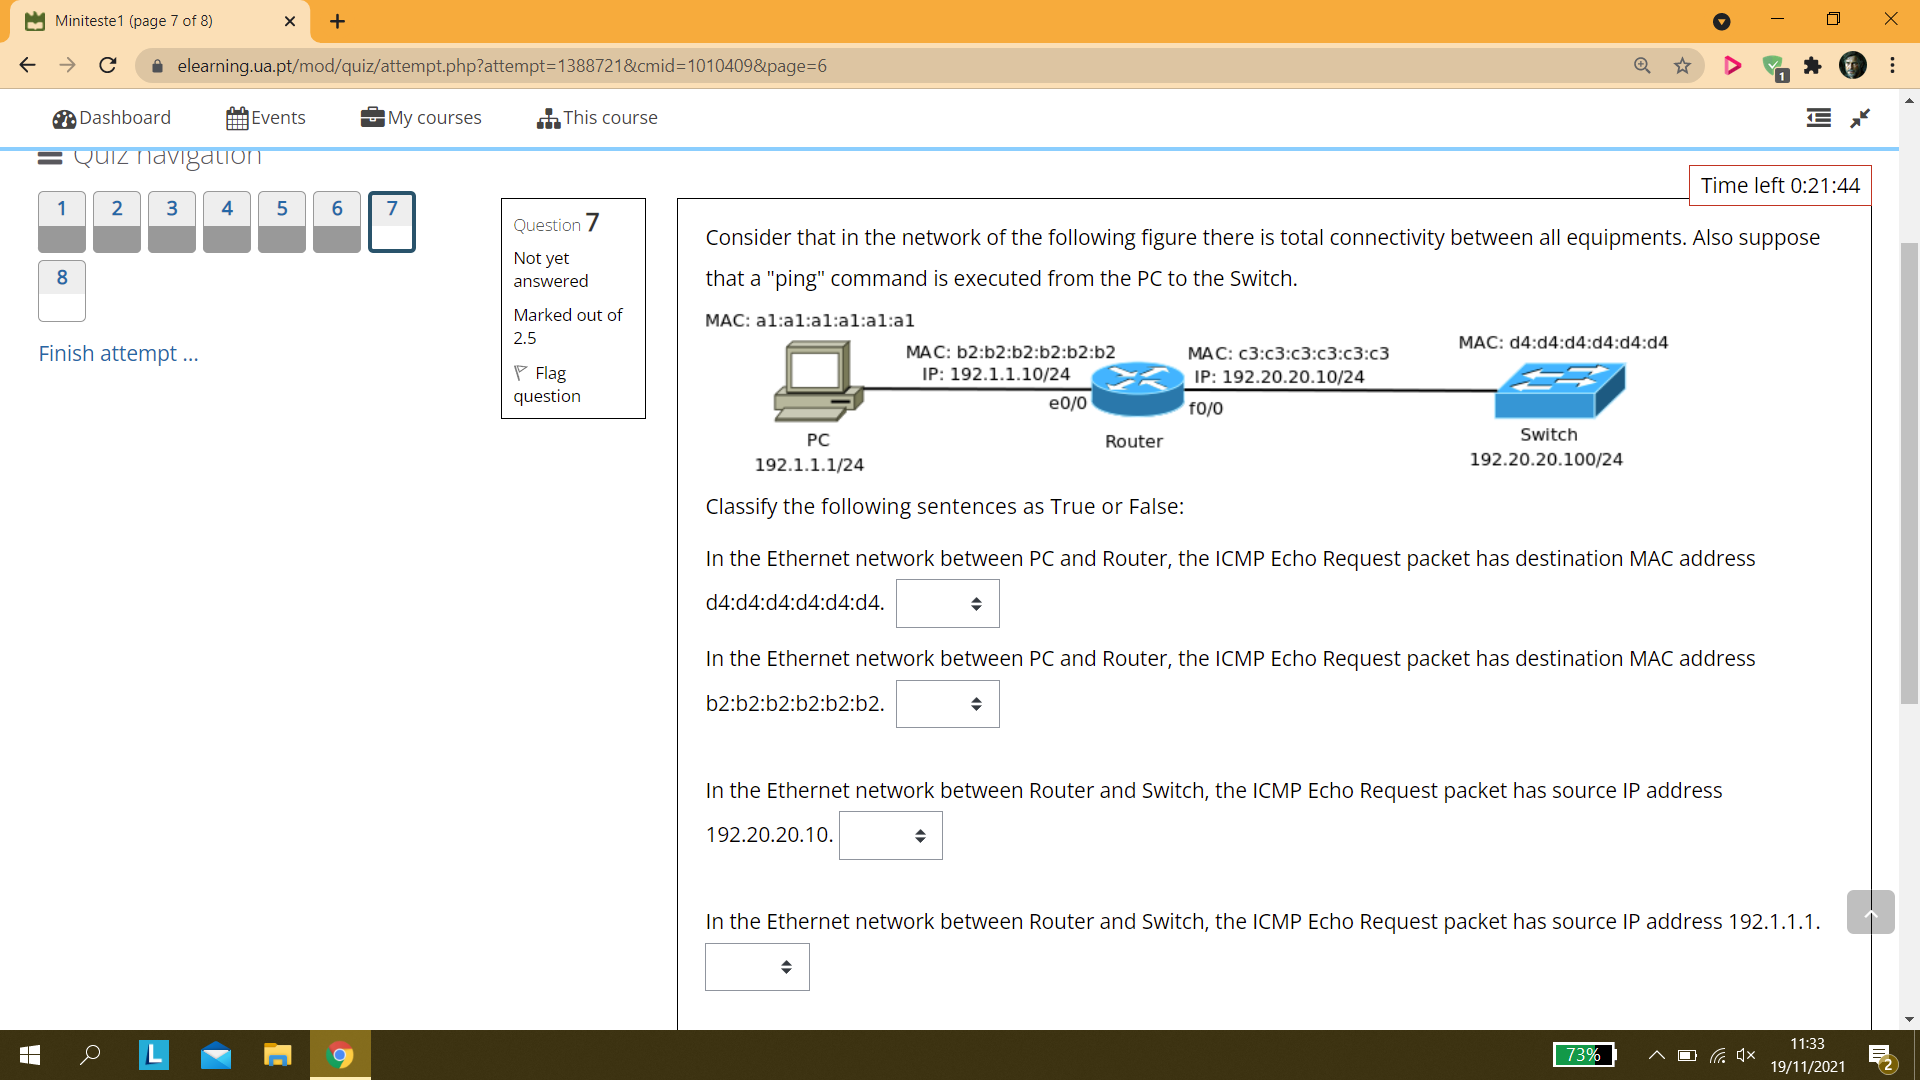 Miniteste1 (page 7 of 8)
elearning.ua.pt/mod/quiz/attempt.php?attempt=1388721&cmid=1010409&page=6
1
Dashboard
Events
My courses
This course
Quiz navigation
Time left 0:21:44
1 2 3 4 5 6 7
8
Finish attempt ...
Question 7
Not yet
answered
Marked out of
2.5
Flag
question
Consider that in the network of the following figure there is total connectivity between all equipments. Also suppose
that a "ping" command is executed from the PC to the Switch.
MAC: a1:a1:a1:a1:a1:a1
MAC: b2:b2:b2:b2:b2:b2
IP: 192.1.1.10/24
e0/0
MAC: c3:c3:c3:c3:c3:c3
IP: 192.20.20.10/24
f0/0
MAC: d4:d4:d4:d4:d4:d4
PC
192.1.1.1/24
Router
Switch
192.20.20.100/24
Classify the following sentences as True or False:
In the Ethernet network between PC and Router, the ICMP Echo Request packet has destination MAC address
d4:d4:d4:d4:d4:d4.
In the Ethernet network between PC and Router, the ICMP Echo Request packet has destination MAC address
b2:b2:b2:b2:b2:b2.
In the Ethernet network between Router and Switch, the ICMP Echo Request packet has source IP address
192.20.20.10.
In the Ethernet network between Router and Switch, the ICMP Echo Request packet has source IP address 192.1.1.1.
L
73%
11:33
19/11/2021
2